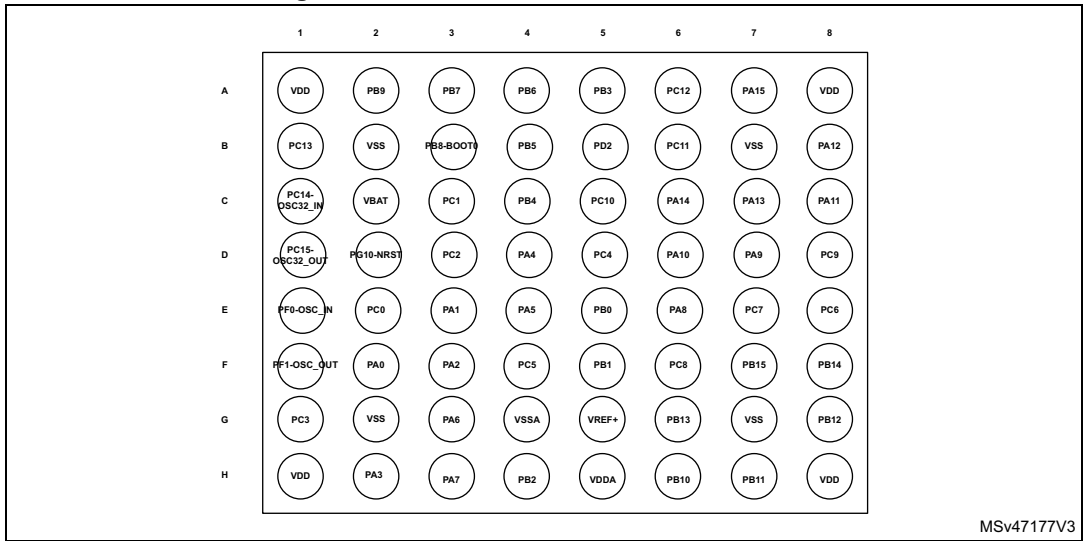 1 2 3 4 5 6 7 8
A VDD PB9 PB7 PB6 PB3 PC12 PA15 VDD
B PC13 VSS PB8-BOOT0 PB5 PD2 PC11 VSS PA12
C PC14-OSC32_IN VBAT PC1 PB4 PC10 PA14 PA13 PA11
D PC15-OSC32_OUT PG10-NRST PC2 PA4 PC4 PA10 PA9 PC9
E PF0-OSC_IN PC0 PA1 PA5 PB0 PA8 PC7 PC6
F PF1-OSC_OUT PA0 PA2 PC5 PB1 PC8 PB15 PB14
G PC3 VSS PA6 VSSA VREF+ PB13 VSS PB12
H VDD PA3 PA7 PB2 VDDA PB10 PB11 VDD
MSv47177V3